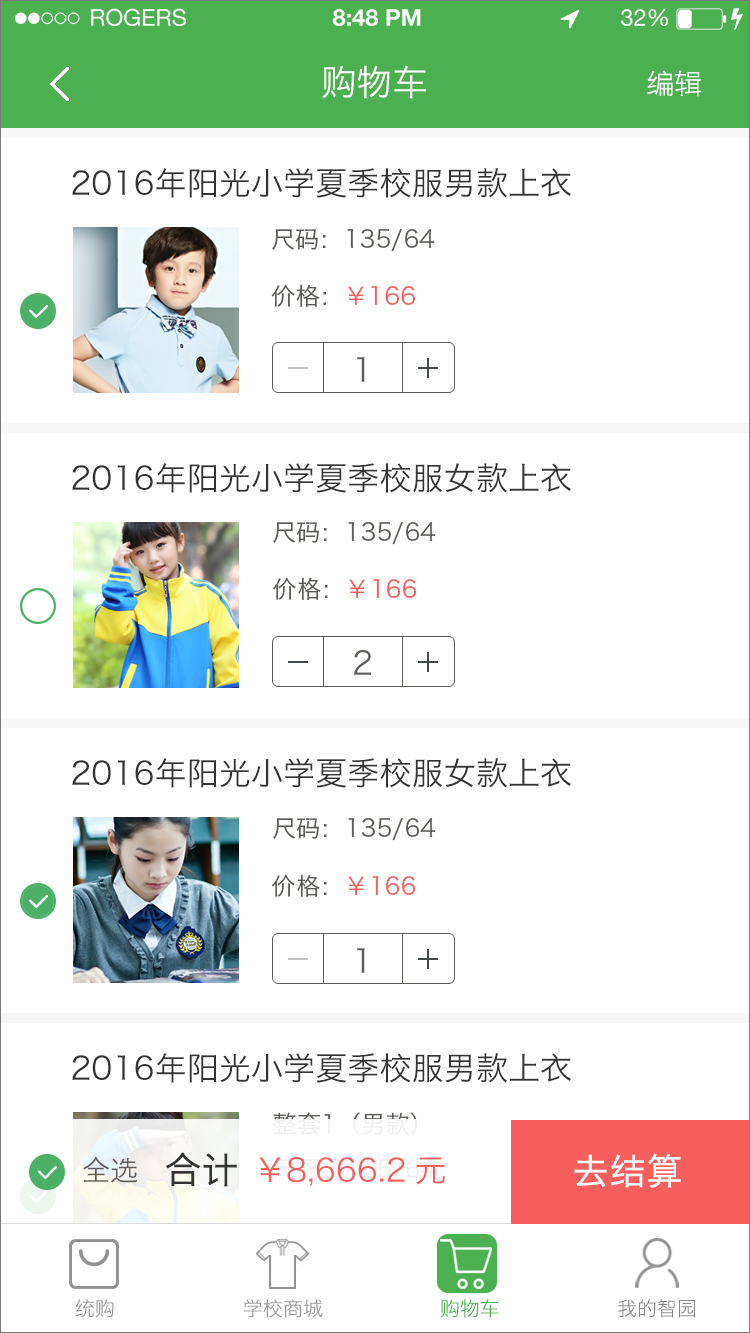 ROGERS 8:48 PM 32%
购物车 编辑
2016年阳光小学夏季校服男款上衣
尺码: 135/64
价格: ¥166
1
2016年阳光小学夏季校服女款上衣
尺码: 135/64
价格: ¥166
2
2016年阳光小学夏季校服女款上衣
尺码: 135/64
价格: ¥166
1
2016年阳光小学夏季校服男款上衣
整套1（男款）
全选 合计 ¥8,666.2元 去结算
统购 学校商城 购物车 我的智园